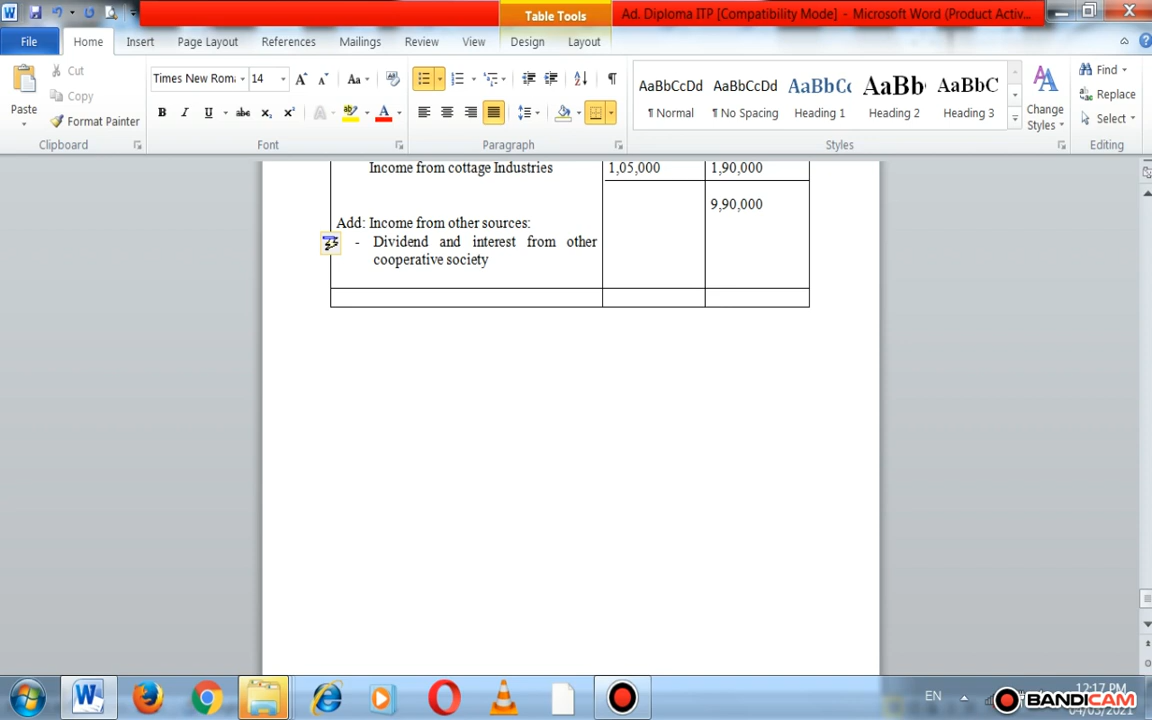 Table Tools
Ad. Diploma ITP [Compatibility Mode] - Microsoft Word (Product Activ...
File Home Insert Page Layout References Mailings Review View Design Layout
Paste
Cut
Copy
Format Painter
Times New Rom
14
AaBbCcDd AaBbCcDd AaBbCc AaBb AaBbC
¶ Normal ¶ No Spacing Heading 1 Heading 2 Heading 3
Change Styles
Find
Replace
Select
Clipboard Font Paragraph Styles Editing
Income from cottage Industries 1,05,000 1,90,000
9,90,000
Add: Income from other sources:
- Dividend and interest from other
cooperative society
EN
12:17 PM
BANDICAM